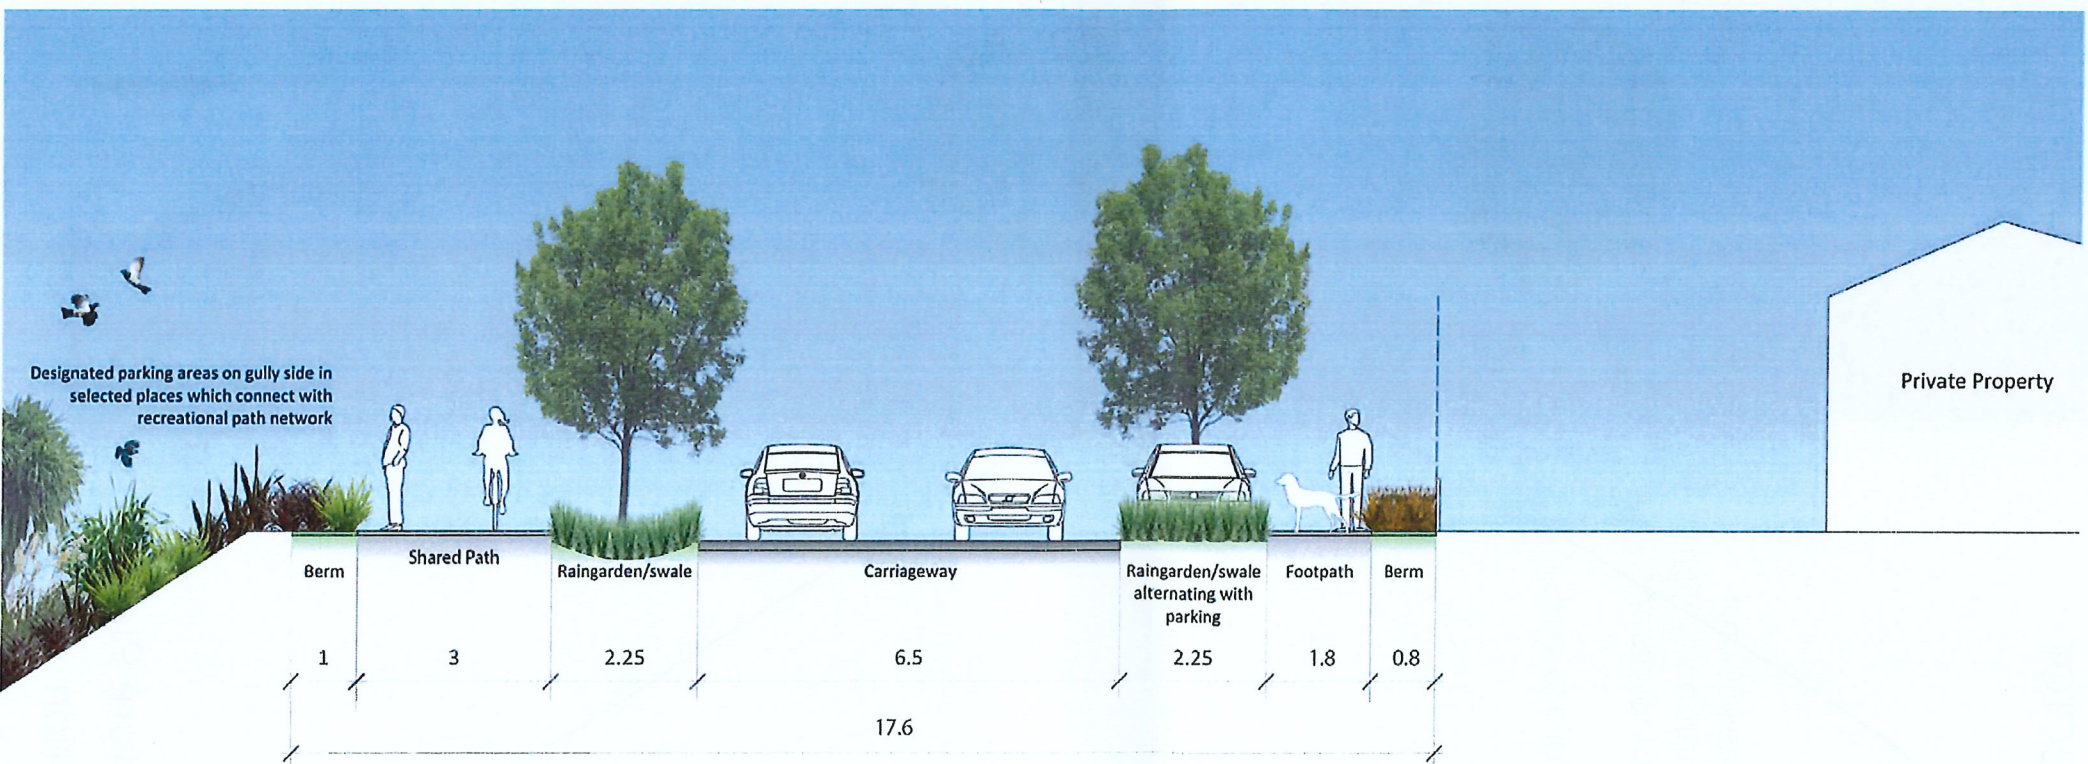 Designated parking areas on gully side in
selected places which connect with
recreational path network
Private Property
Berm
Shared Path
Raingarden/swale
Carriageway
Raingarden/swale
alternating with
parking
Footpath
Berm
1
3
2.25
6.5
2.25
1.8
0.8
17.6